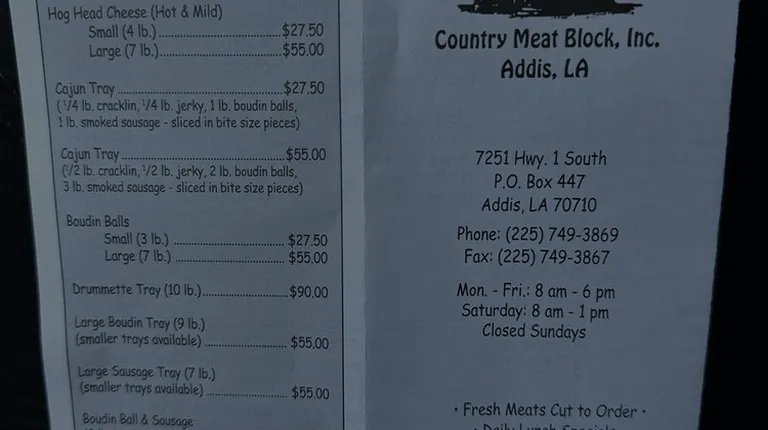 Hog Head Cheese (Hot & Mild)
Small (4 lb.)....................................$27.50
Large (7 lb.)....................................$55.00
Cajun Tray....................................$27.50
(1/4 lb. cracklin, 1/4 lb. jerky, 1 lb. boudin balls,
1 lb. smoked sausage - sliced in bite size pieces)
Cajun Tray....................................$55.00
(1/2 lb. cracklin, 1/2 lb. jerky, 2 lb. boudin balls,
3 lb. smoked sausage - sliced in bite size pieces)
Boudin Balls
Small (3 lb.) .................................... $27.50
Large (7 lb.) .................................... $55.00
Drummette Tray (10 lb.)........................$90.00
Large Boudin Tray (9 lb.)
(smaller trays available) ........................ $55.00
Large Sausage Tray (7 lb.)
(smaller trays available) ........................ $55.00
Boudin Ball & Sausage
Country Meat Block, Inc.
Addis, LA
7251 Hwy. 1 South
P.O. Box 447
Addis, LA 70710
Phone: (225) 749-3869
Fax: (225) 749-3867
Mon. - Fri.: 8 am - 6 pm
Saturday: 8 am - 1 pm
Closed Sundays
• Fresh Meats Cut to Order •
• Daily Lunch Specials